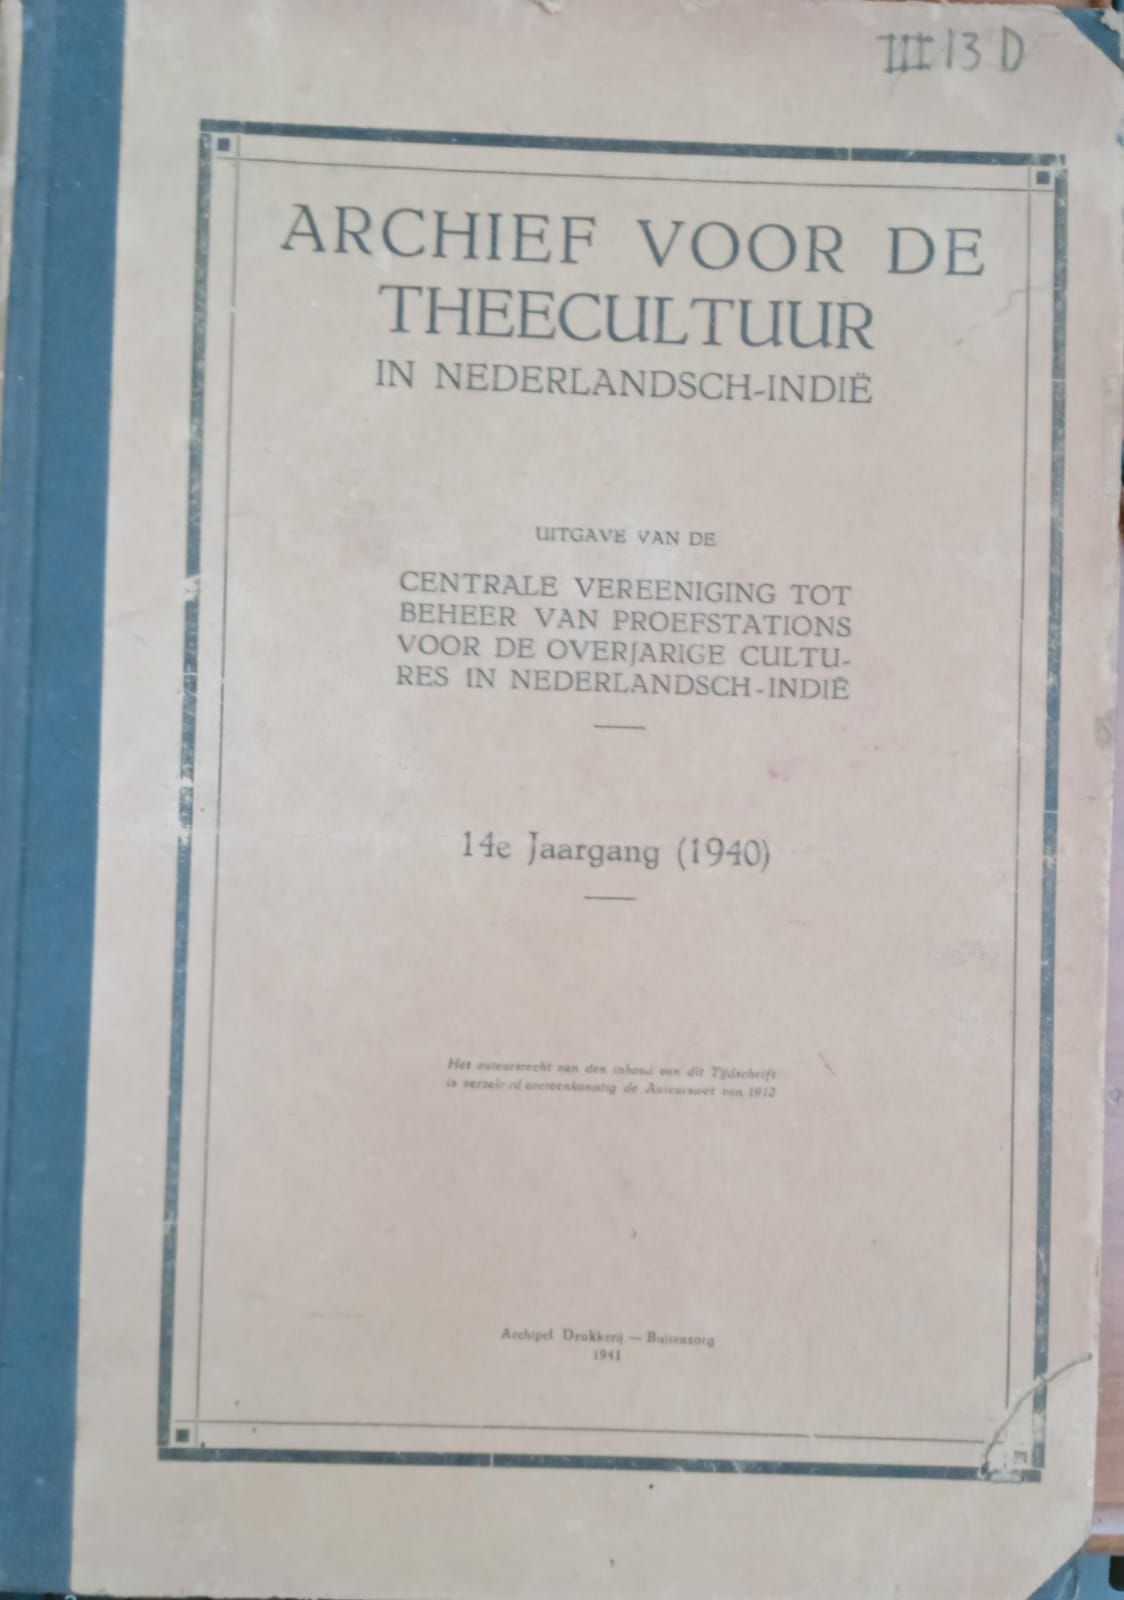 III 13 D
ARCHIEF VOOR DE
THEECULTUUR
IN NEDERLANDSCH-INDIË
UITGAVE VAN DE
CENTRALE VEREENIGING TOT
BEHEER VAN PROEFSTATIONS
VOOR DE OVERJARIGE CULTU-
RES IN NEDERLANDSCH-INDIË
14e Jaargang (1940)
Het auteursrecht van den inhoud van dit Tijdschrift
is verzekerd overeenkomstig de Auteurswet van 1912
Archipel Drukkerij — Buitenzorg
1941